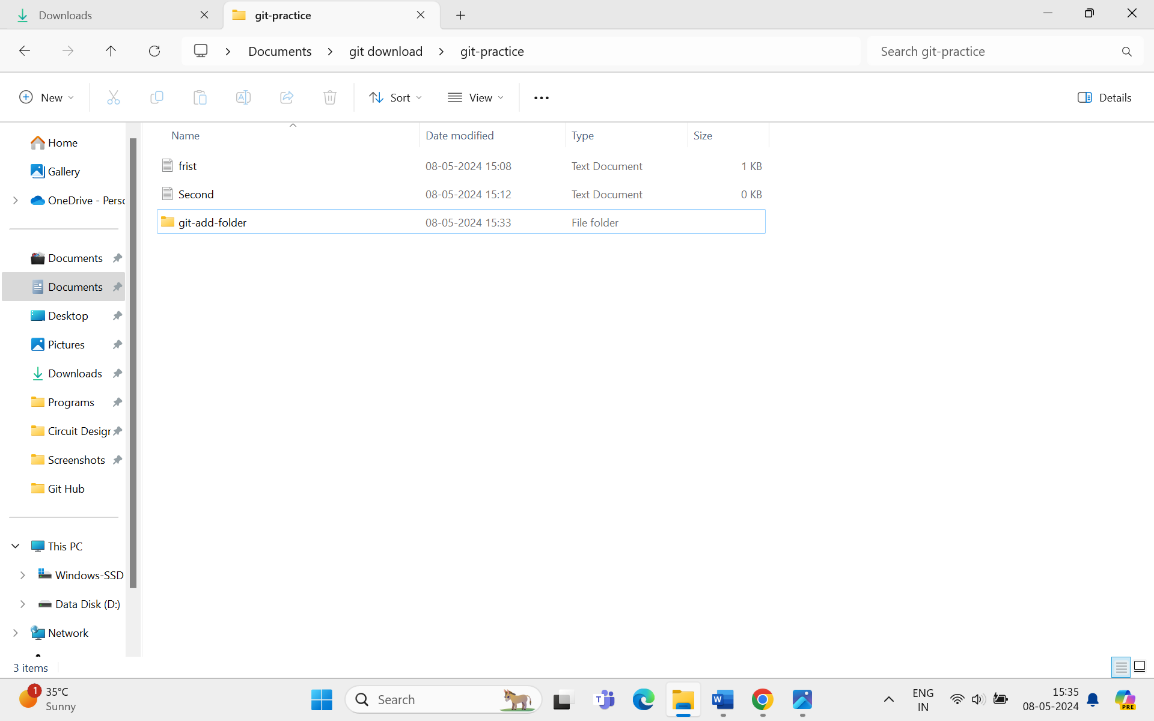 Downloads
git-practice
Documents > git download > git-practice
Search git-practice
New
Sort
View
Details
Name
Date modified
Type
Size
frist 08-05-2024 15:08 Text Document 1 KB
Second 08-05-2024 15:12 Text Document 0 KB
git-add-folder 08-05-2024 15:33 File folder
Home
Gallery
OneDrive - Perso
Documents
Documents
Desktop
Pictures
Downloads
Programs
Circuit Design
Screenshots
Git Hub
This PC
Windows-SSD
Data Disk (D:)
Network
3 items
1
35°C
Sunny
Search
ENG
IN
15:35
08-05-2024
PRE